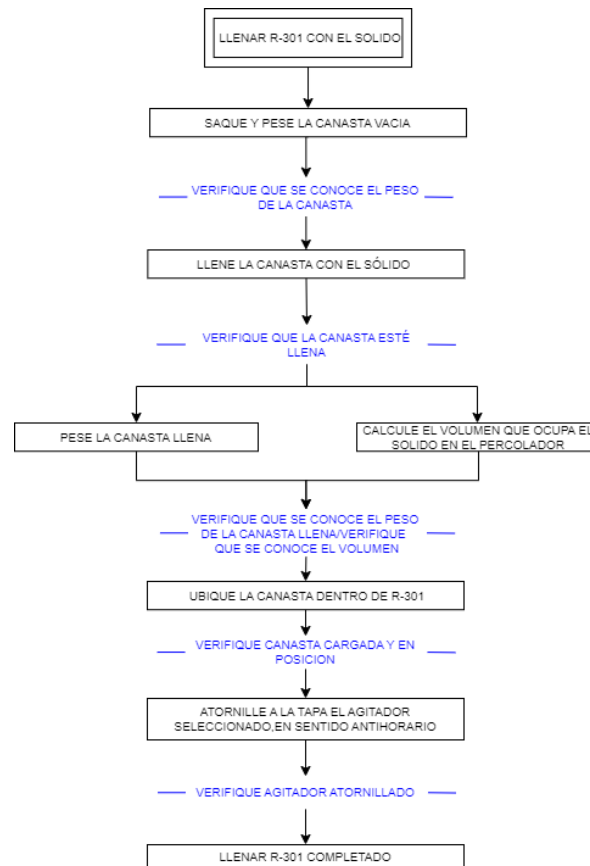 LLENAR R-301 CON EL SOLIDO
SAQUE Y PESE LA CANASTA VACIA
VERIFIQUE QUE SE CONOCE EL PESO
DE LA CANASTA
LLENE LA CANASTA CON EL SÓLIDO
VERIFIQUE QUE LA CANASTA ESTÉ
LLENA
PESE LA CANASTA LLENA
CALCULE EL VOLUMEN QUE OCUPA EL
SOLIDO EN EL PERCOLADOR
VERIFIQUE QUE SE CONOCE EL PESO
DE LA CANASTA LLENA/VERIFIQUE
QUE SE CONOCE EL VOLUMEN
UBIQUE LA CANASTA DENTRO DE R-301
VERIFIQUE CANASTA CARGADA Y EN
POSICION
ATORNILLE A LA TAPA EL AGITADOR
SELECCIONADO,EN SENTIDO ANTIHORARIO
VERIFIQUE AGITADOR ATORNILLADO
LLENAR R-301 COMPLETADO